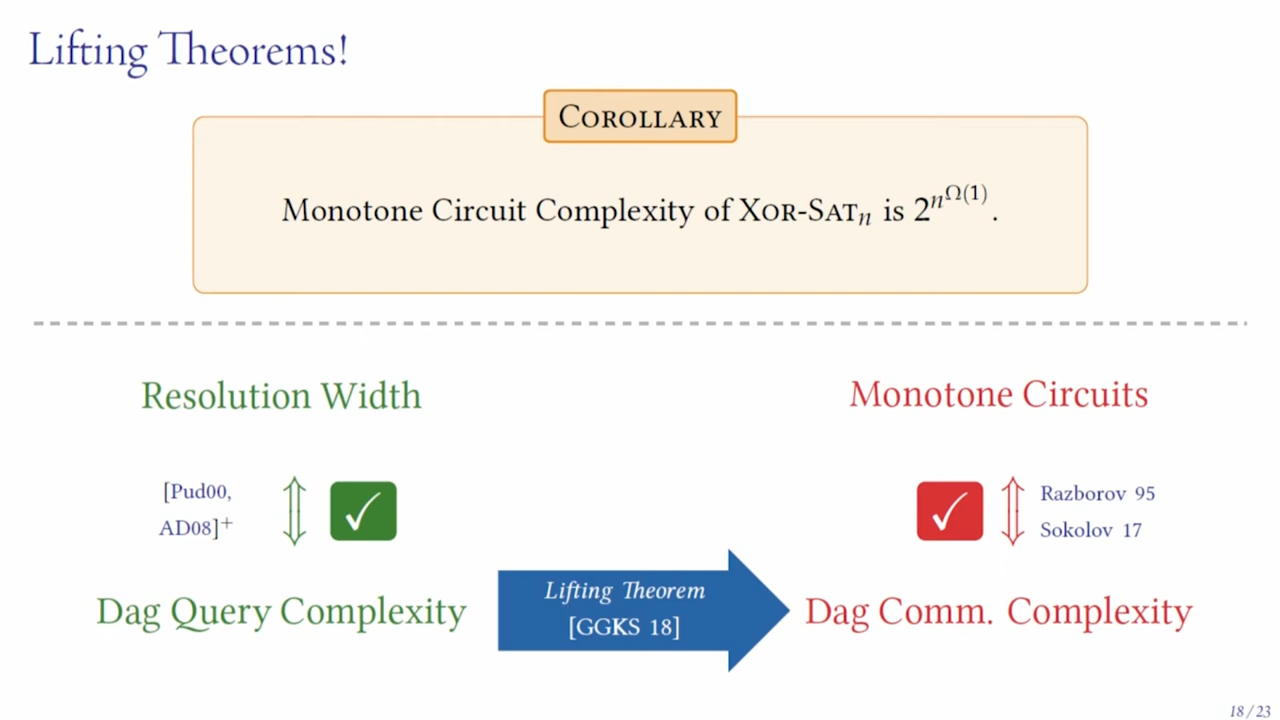 Lifting Theorems!
COROLLARY
Monotone Circuit Complexity of XOR-SATₙ is 2^{n^{Ω(1)}}.
Resolution Width
Monotone Circuits
[Pud00,
AD08]⁺
✓
✓
Razborov 95
Sokolov 17
Dag Query Complexity
Lifting Theorem
[GGKS 18]
Dag Comm. Complexity
18 / 23